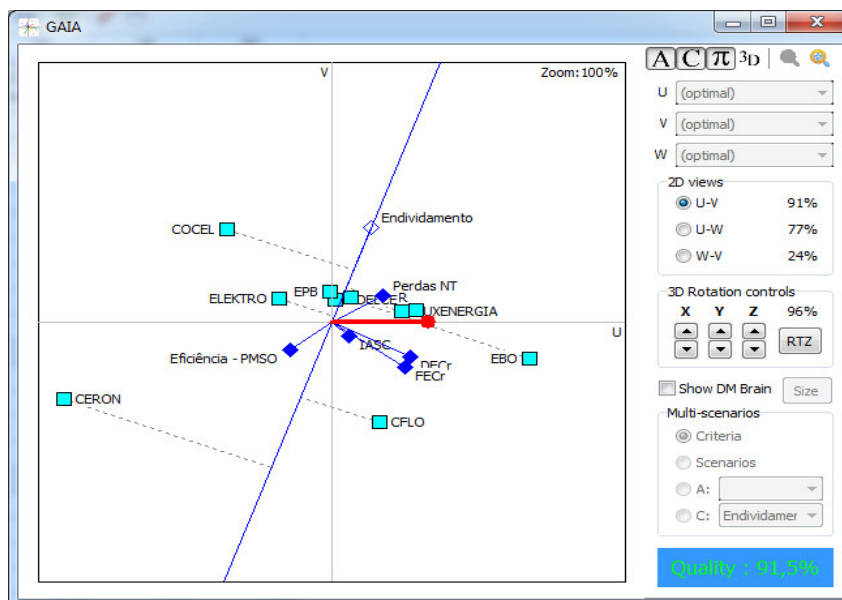 GAIA
V
Zoom: 100%
A C π 3D
U (optimal)
V (optimal)
W (optimal)
2D views
U-V 91%
U-W 77%
W-V 24%
3D Rotation controls
X Y Z 96%
RTZ
Show DM Brain Size
Multi-scenarios
Criteria
Scenarios
A:
C: Endividamer
Quality : 91,5%
Endividamento
COCEL
Perdas NT
EPB
ELEKTRO
UXENERGIA
U
IASC
Eficiência - PMSO
DECr
EBO
FECr
CERON
CFLO